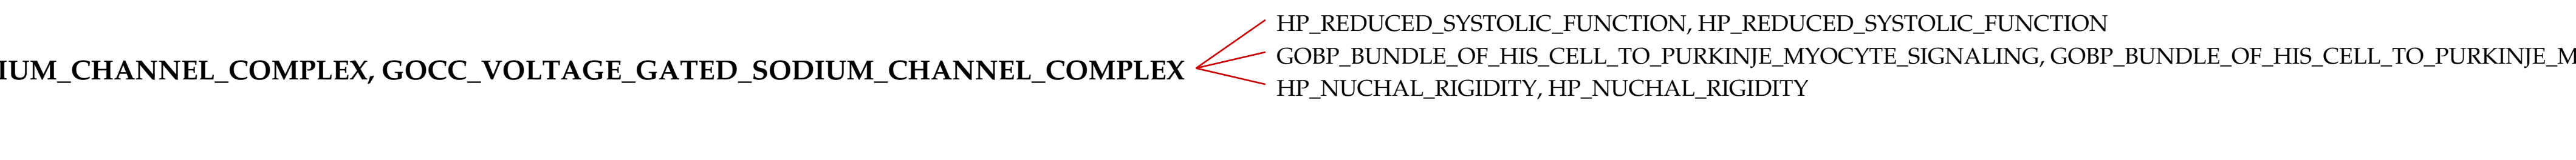 HP_REDUCED_SYSTOLIC_FUNCTION, HP_REDUCED_SYSTOLIC_FUNCTION
GOBP_BUNDLE_OF_HIS_CELL_TO_PURKINJE_MYOCYTE_SIGNALING, GOBP_BUNDLE_OF_HIS_CELL_TO_PURKINJE_M
IUM_CHANNEL_COMPLEX, GOCC_VOLTAGE_GATED_SODIUM_CHANNEL_COMPLEX
HP_NUCHAL_RIGIDITY, HP_NUCHAL_RIGIDITY